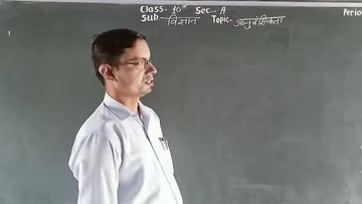 Class- 10th Sec.- A Perio
Sub. विज्ञान Topic- आनुवंशिकता